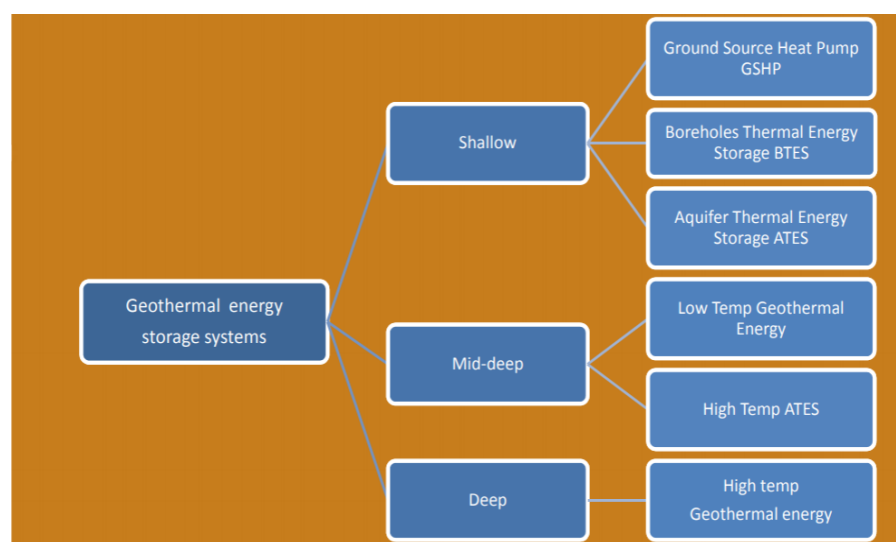 Geothermal energy
storage systems
Shallow
Ground Source Heat Pump
GSHP
Boreholes Thermal Energy
Storage BTES
Aquifer Thermal Energy
Storage ATES
Mid-deep
Low Temp Geothermal
Energy
High Temp ATES
Deep
High temp
Geothermal energy